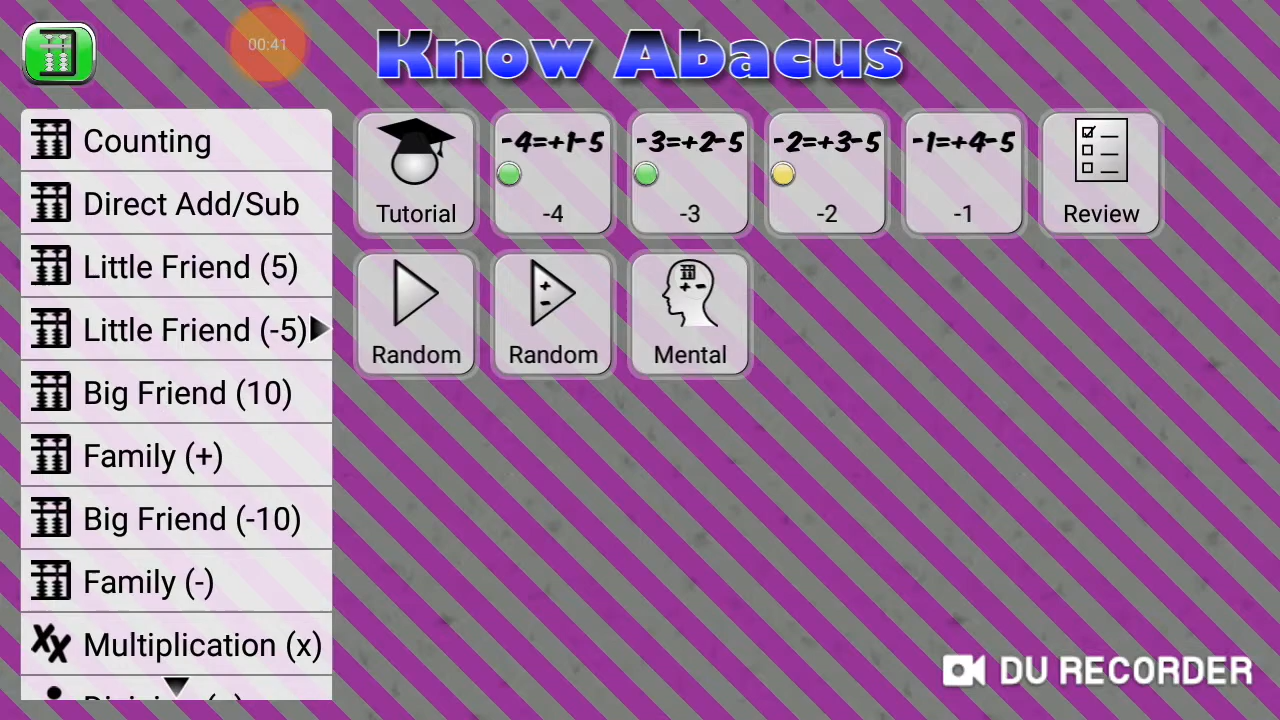 00:41
Know Abacus
Counting
Direct Add/Sub
Little Friend (5)
Little Friend (-5)
Big Friend (10)
Family (+)
Big Friend (-10)
Family (-)
Multiplication (x)
Tutorial
-4=+1-5
-4
-3=+2-5
-3
-2=+3-5
-2
-1=+4-5
-1
Review
Random
+ -
Random
+ -
Mental
DU RECORDER